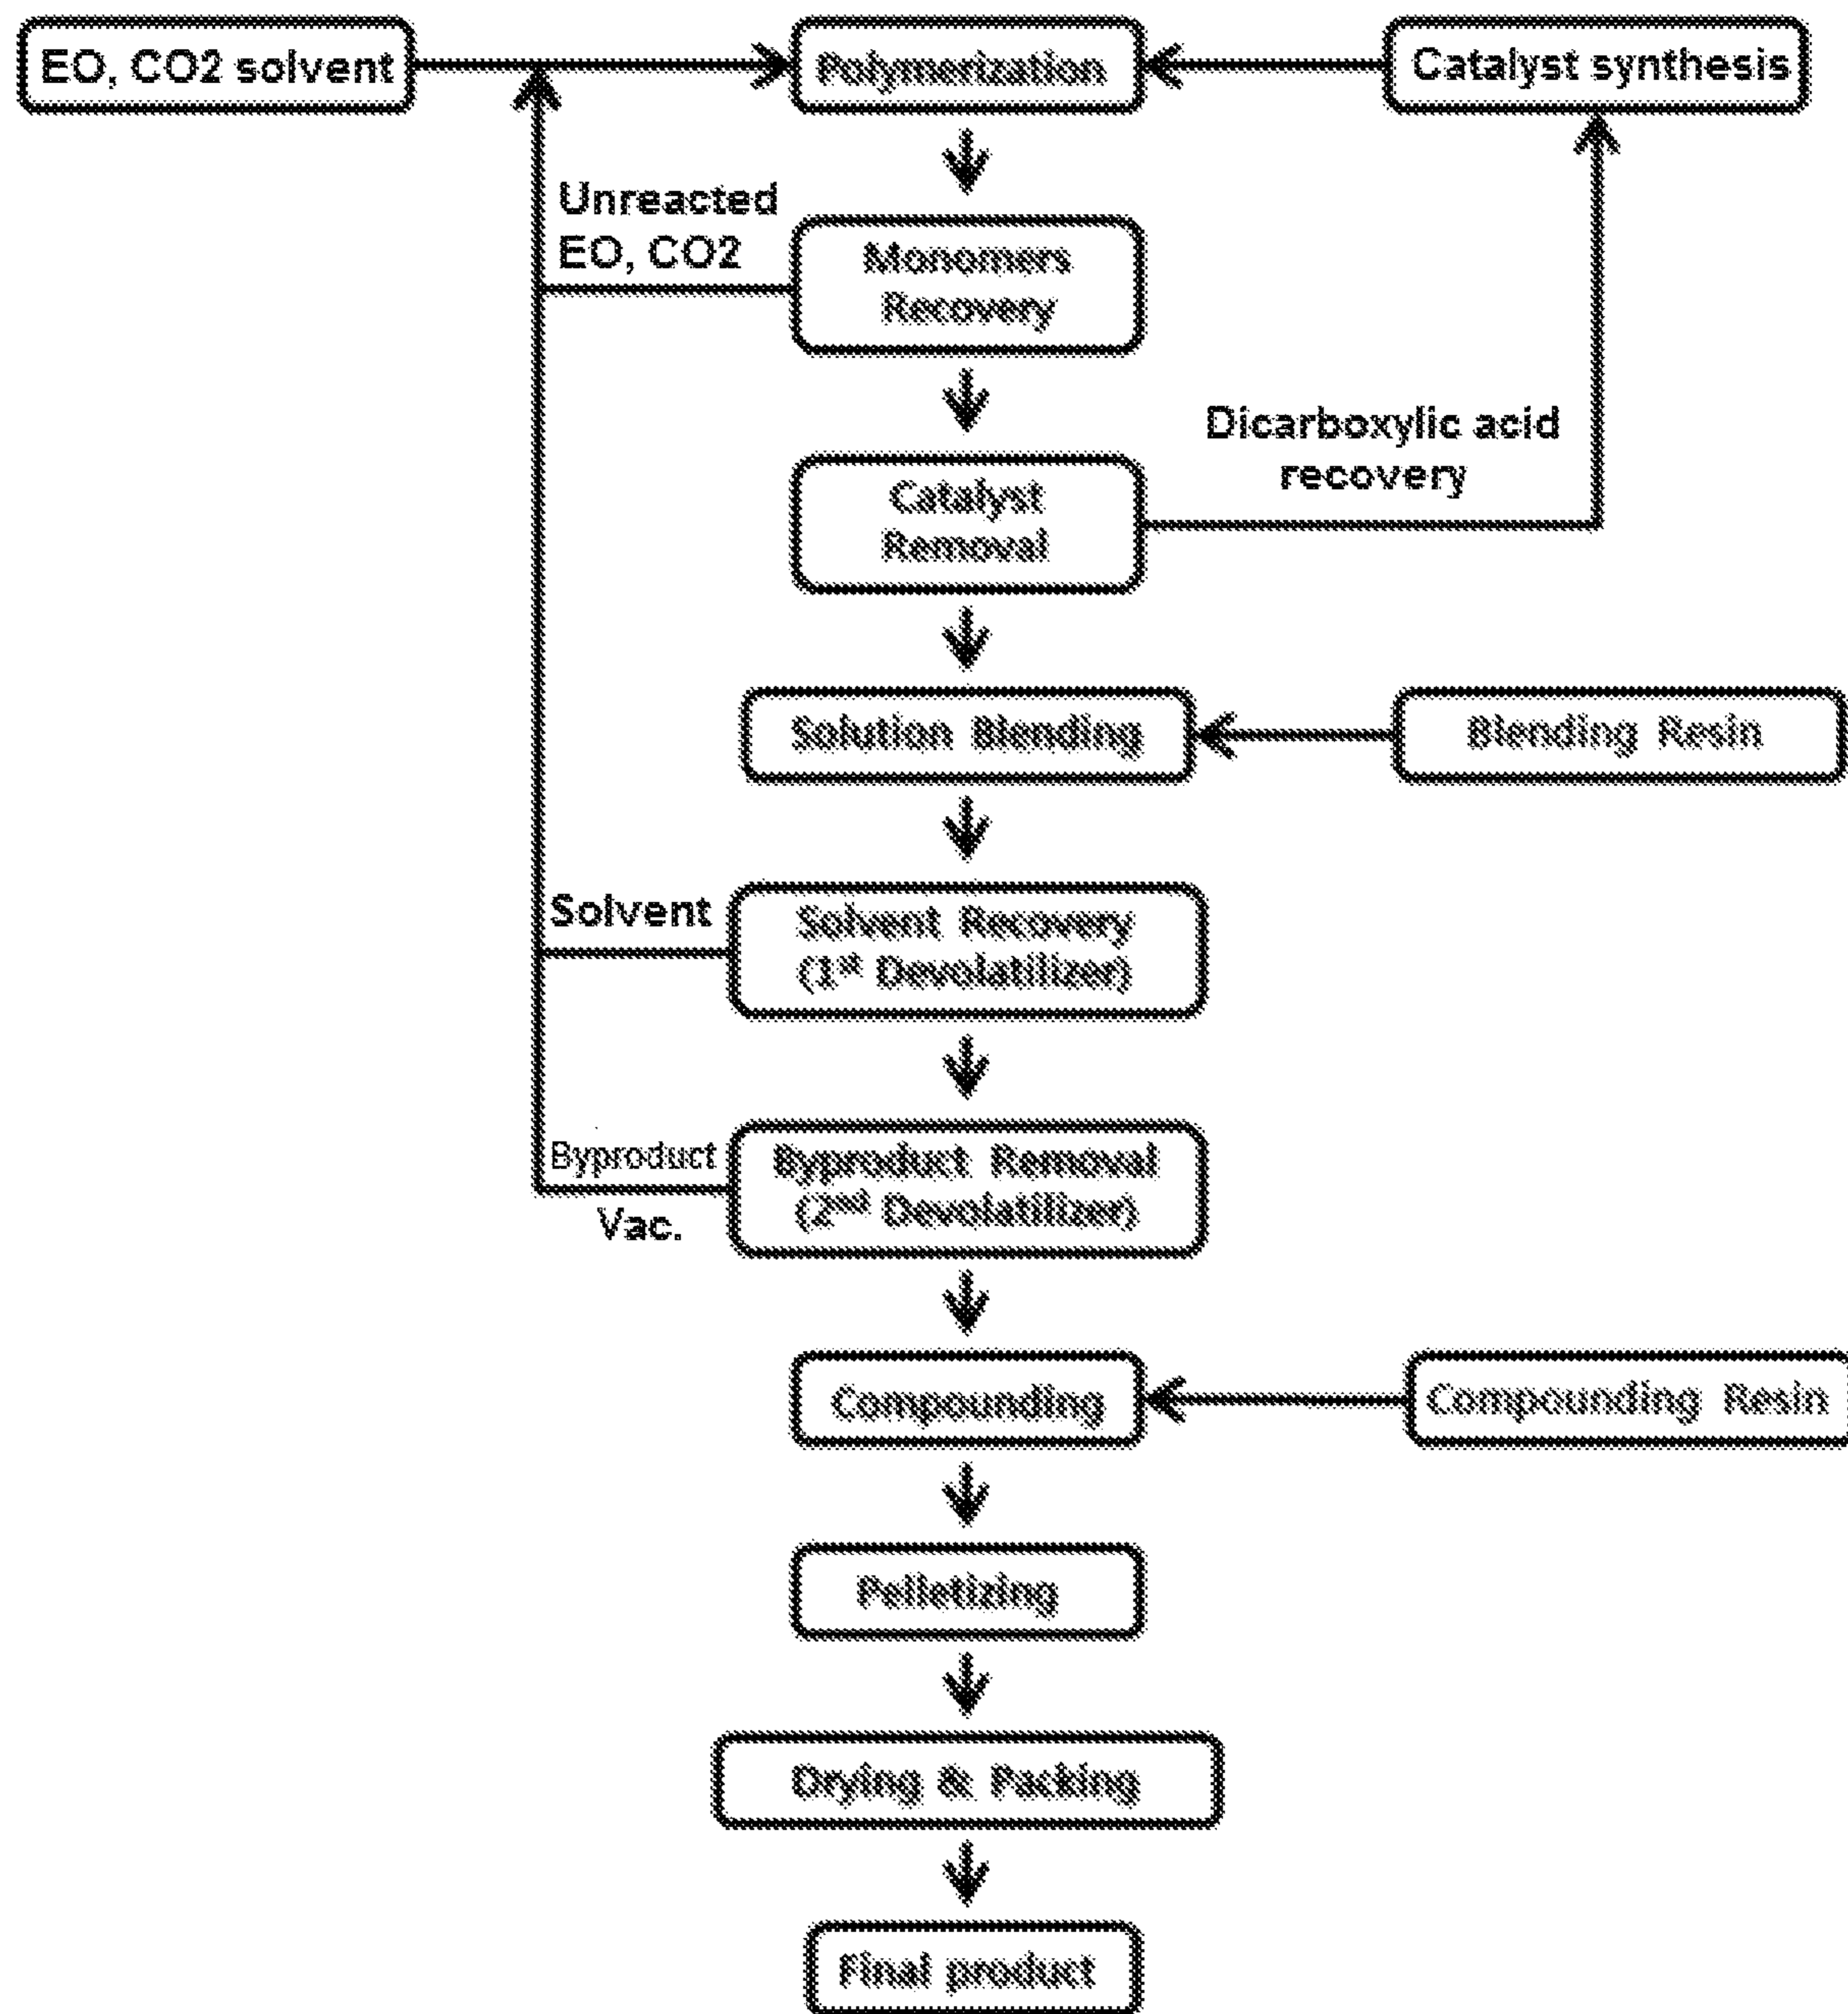 EO, CO2 solvent
Polymerization
Catalyst synthesis
Unreacted
EO, CO2
Monomers
Recovery
Dicarboxylic acid
recovery
Catalyst
Removal
Solution Blending
Blending Resin
Solvent
Solvent Recovery
(1st Devolatilizer)
Byproduct
Vac.
Byproduct Removal
(2nd Devolatilizer)
Compounding
Compounding Resin
Pelletizing
Drying & Packing
Final product